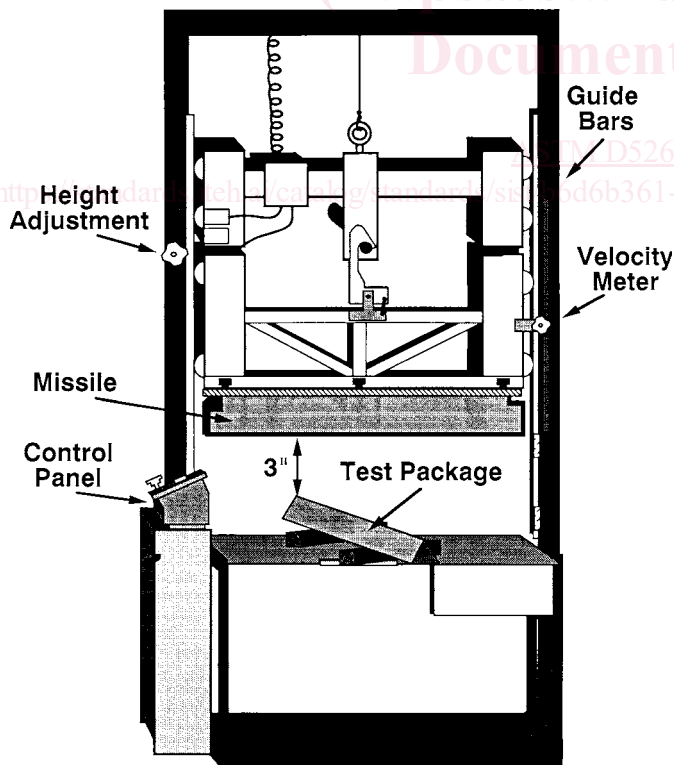 Document
Guide
Bars
ASTM D526
Height
Adjustment
Velocity
Meter
Missile
Control
Panel
3"
Test Package